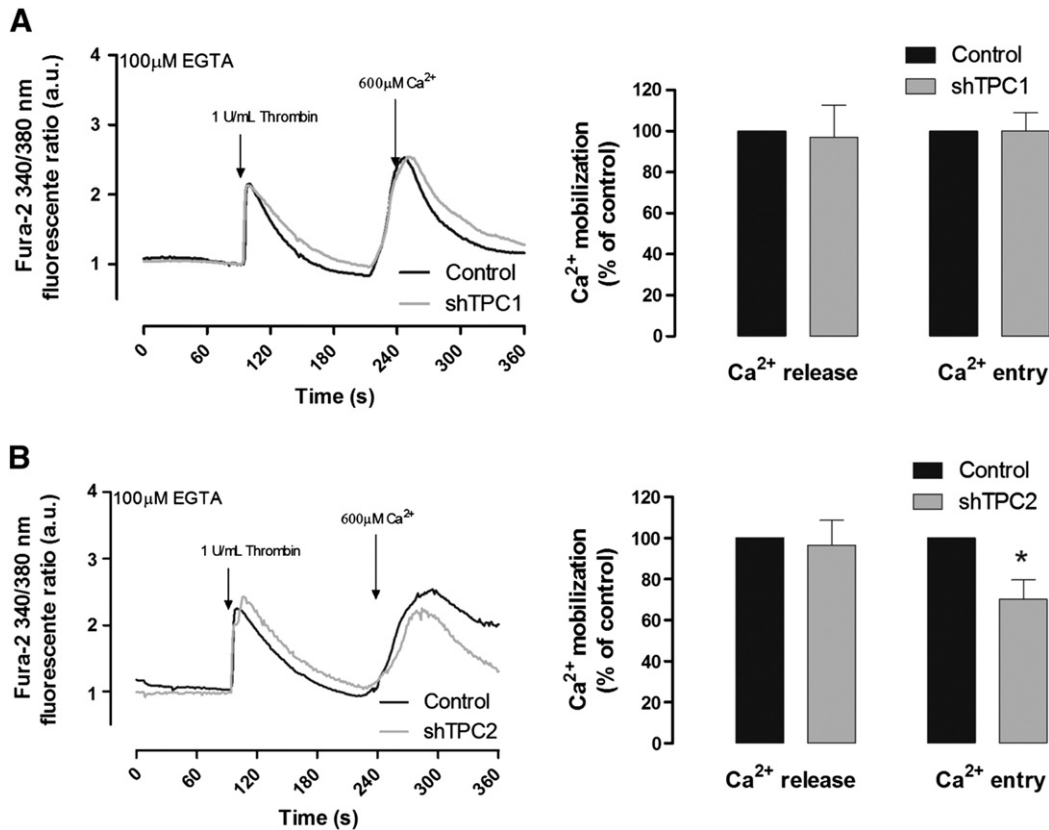 A
Fura-2 340/380 nm
fluorescente ratio (a.u.)
4
3
2
1
100µM EGTA
1 U/mL Thrombin
600µM Ca²⁺
Control
shTPC1
0
60
120
180
240
300
360
Time (s)
Control
shTPC1
Ca²⁺ mobilization
(% of control)
120
100
80
60
40
20
0
Ca²⁺ release
Ca²⁺ entry
B
Fura-2 340/380 nm
fluorescente ratio (a.u.)
4
3
2
1
100µM EGTA
1 U/mL Thrombin
600µM Ca²⁺
Control
shTPC2
0
60
120
180
240
300
360
Time (s)
Control
shTPC2
Ca²⁺ mobilization
(% of control)
120
100
80
60
40
20
0
*
Ca²⁺ release
Ca²⁺ entry